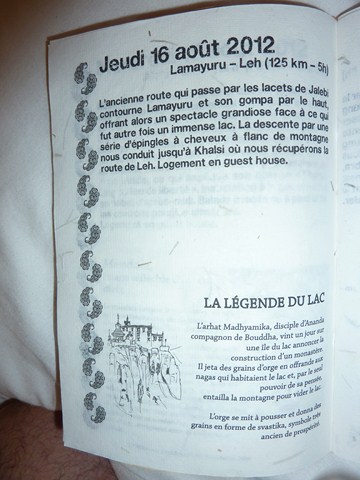 Jeudi 16 août 2012
Lamayuru – Leh (125 km – 5h)
L'ancienne route qui passe par les lacets de Jalebi
contourne Lamayuru et son gompa par le haut,
offrant alors un spectacle grandiose face à ce qui
fut autre fois un immense lac. La descente par une
série d'épingles à cheveux à flanc de montagne
nous conduit jusqu'à Khalsi où nous récupérons la
route de Leh. Logement en guest house.
LA LÉGENDE DU LAC
L'arhat Madhyamika, disciple d'Ananda
compagnon de Bouddha, vint un jour sur
une île du lac annoncer la
construction d'un monastère.
Il jeta des grains d'orge en offrande aux
nagas qui habitaient le lac et, par le seul
pouvoir de sa pensée,
entailla la montagne pour vider le lac.
L'orge se mit à pousser et donna des
grains en forme de svastika, symbole très
ancien de prospérité.